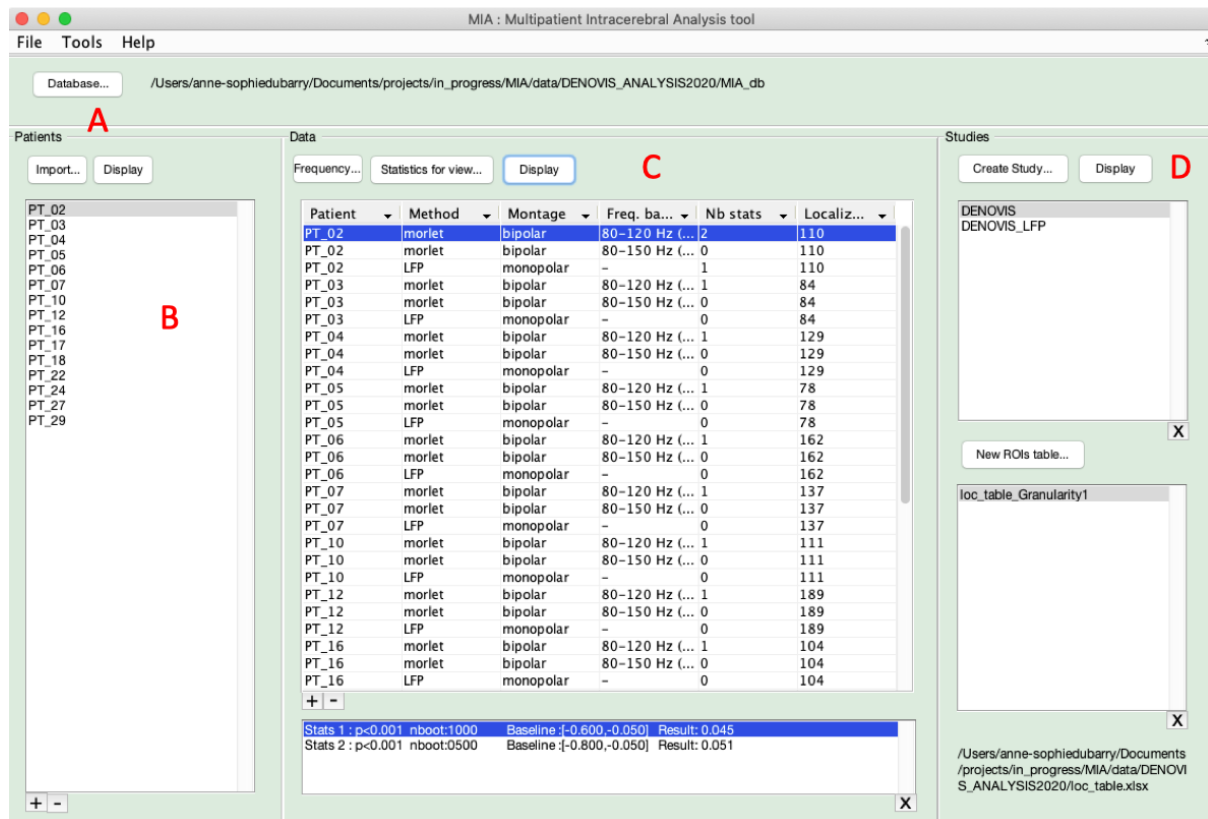 MIA : Multipatient Intracerebral Analysis tool
File Tools Help
Database... /Users/anne-sophiedubarry/Documents/projects/in_progress/MIA/data/DENOVIS_ANALYSIS2020/MIA_db
A
Patients
Import... Display
PT_02
PT_03
PT_04
PT_05
PT_06
PT_07
PT_10
PT_12
PT_16
PT_17
PT_18
PT_22
PT_24
PT_27
PT_29
B
+ -
Data
Frequency... Statistics for view... Display
C
Patient Method Montage Freq. ba... Nb stats Localiz...
PT_02 morlet bipolar 80-120 Hz (... 2 110
PT_02 morlet bipolar 80-150 Hz (... 0 110
PT_02 LFP monopolar - 1 110
PT_03 morlet bipolar 80-120 Hz (... 1 84
PT_03 morlet bipolar 80-150 Hz (... 0 84
PT_03 LFP monopolar - 0 84
PT_04 morlet bipolar 80-120 Hz (... 1 129
PT_04 morlet bipolar 80-150 Hz (... 0 129
PT_04 LFP monopolar - 0 129
PT_05 morlet bipolar 80-120 Hz (... 1 78
PT_05 morlet bipolar 80-150 Hz (... 0 78
PT_05 LFP monopolar - 0 78
PT_06 morlet bipolar 80-120 Hz (... 1 162
PT_06 morlet bipolar 80-150 Hz (... 0 162
PT_06 LFP monopolar - 0 162
PT_07 morlet bipolar 80-120 Hz (... 1 137
PT_07 morlet bipolar 80-150 Hz (... 0 137
PT_07 LFP monopolar - 0 137
PT_10 morlet bipolar 80-120 Hz (... 1 111
PT_10 morlet bipolar 80-150 Hz (... 0 111
PT_10 LFP monopolar - 0 111
PT_12 morlet bipolar 80-120 Hz (... 1 189
PT_12 morlet bipolar 80-150 Hz (... 0 189
PT_12 LFP monopolar - 0 189
PT_16 morlet bipolar 80-120 Hz (... 1 104
PT_16 morlet bipolar 80-150 Hz (... 0 104
PT_16 LFP monopolar - 0 104
+ -
Stats 1 : p<0.001 nboot:1000 Baseline :[-0.600,-0.050] Result: 0.045
Stats 2 : p<0.001 nboot:0500 Baseline :[-0.800,-0.050] Result: 0.051
X
Studies
Create Study... Display
D
DENOVIS
DENOVIS_LFP
X
New ROIs table...
loc_table_Granularity1
X
/Users/anne-sophiedubarry/Documents
/projects/in_progress/MIA/data/DENOVI
S_ANALYSIS2020/loc_table.xlsx